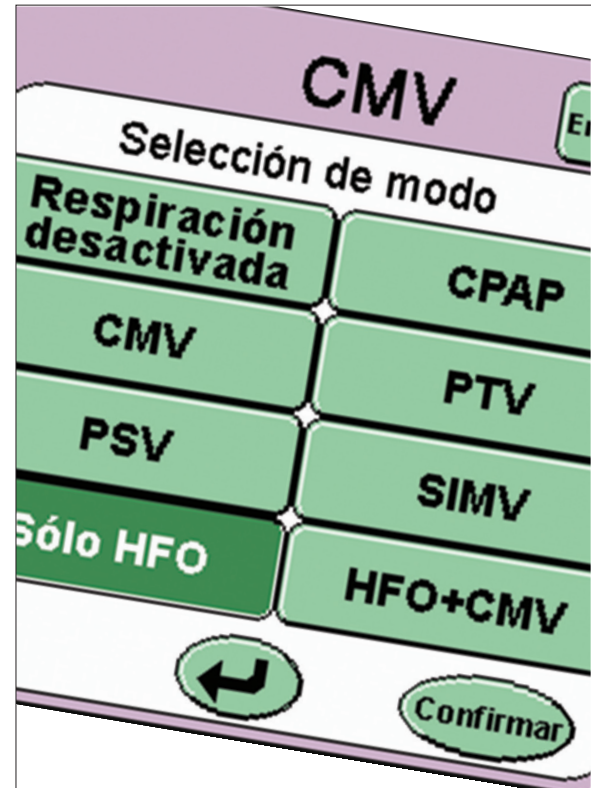 CMV
Selección de modo
Respiración
desactivada
CPAP
CMV
PTV
PSV
SIMV
Sólo HFO
HFO+CMV
Confirmar